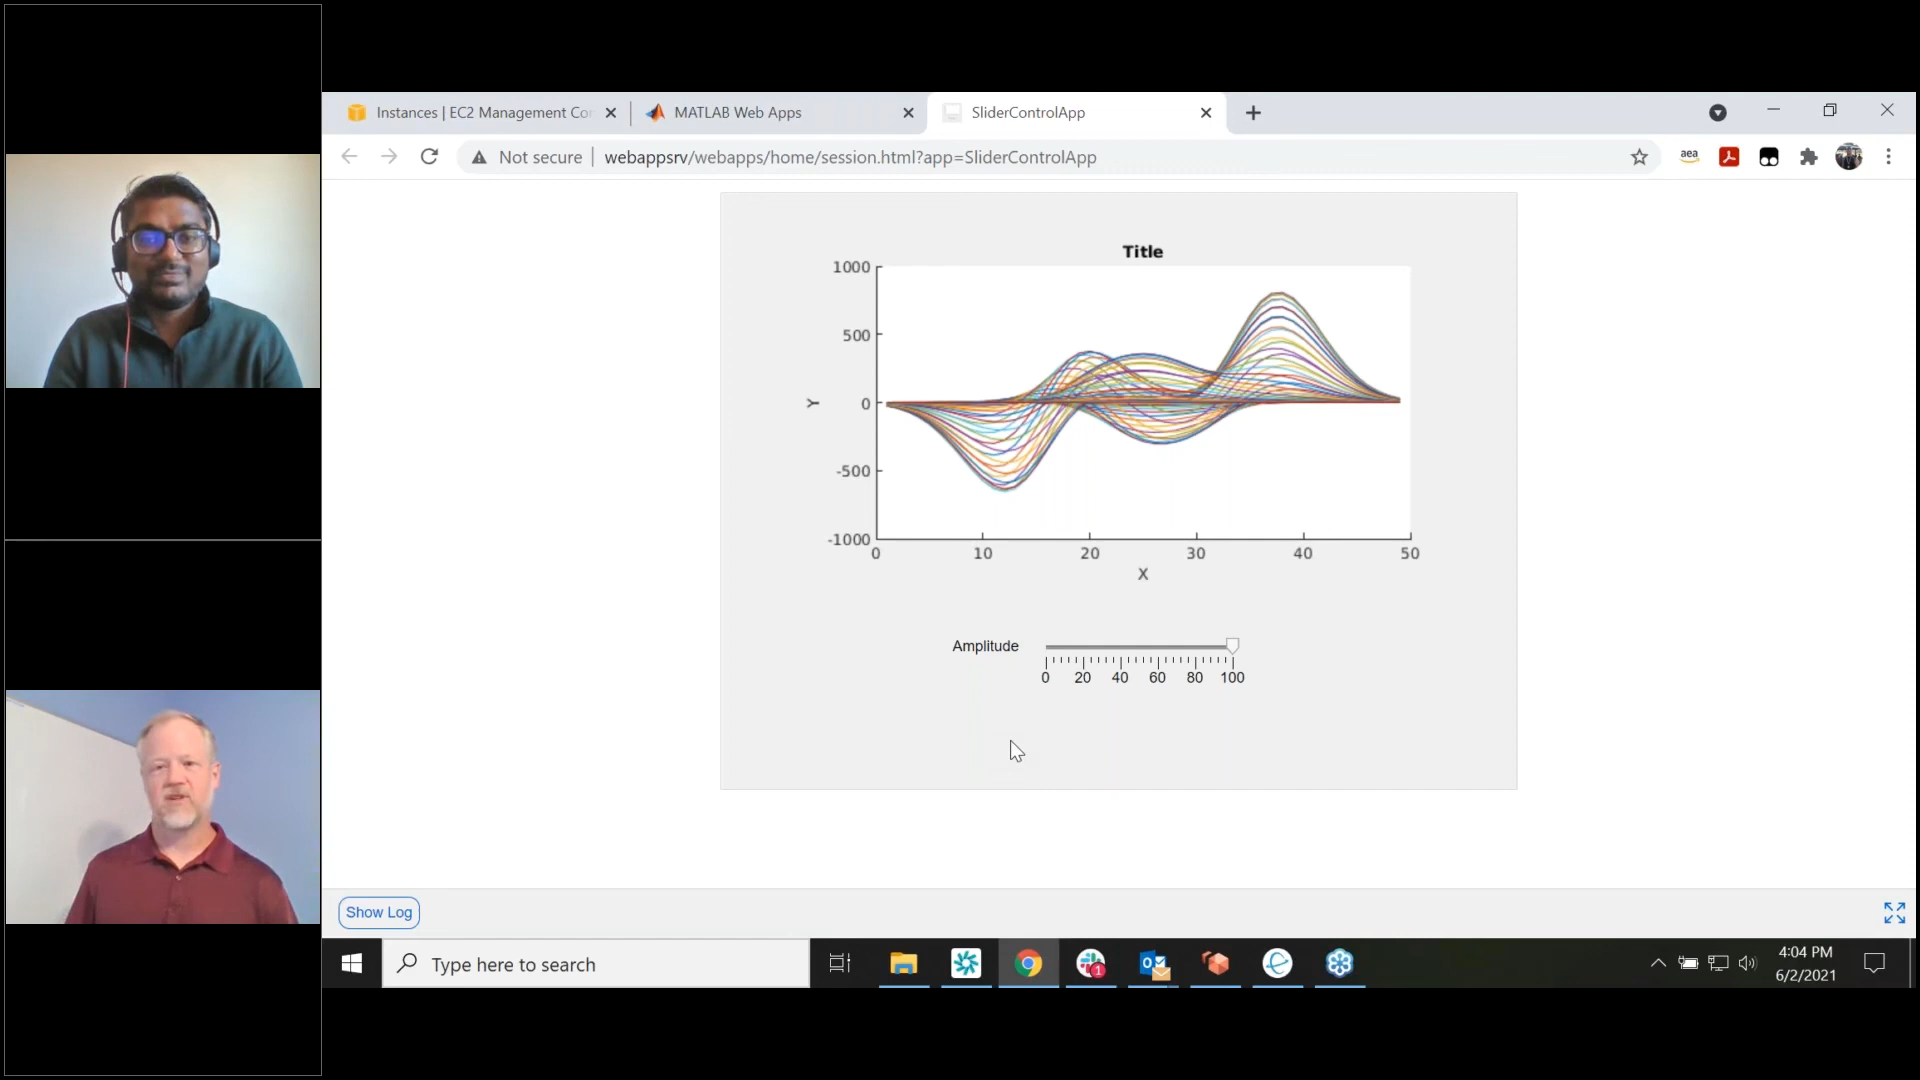 Instances | EC2 Management Cor
MATLAB Web Apps
SliderControlApp
Not secure
webappsrv/webapps/home/session.html?app=SliderControlApp
aea
Title
1000
500
0
-500
-1000
Y
0 10 20 30 40 50
X
Amplitude
0 20 40 60 80 100
Show Log
Type here to search
1
4:04 PM
6/2/2021